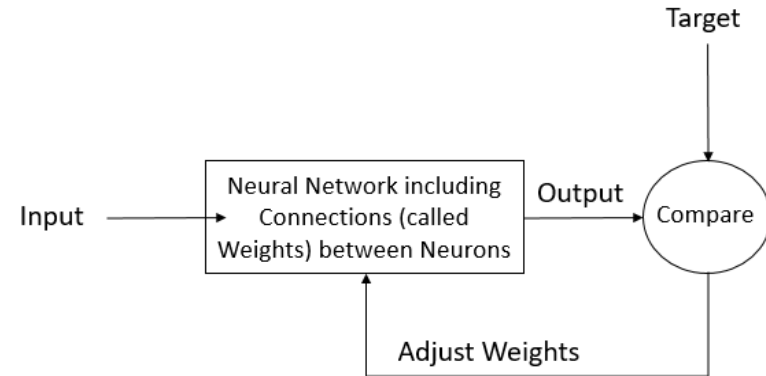 Target
Neural Network including
Connections (called
Weights) between Neurons
Input
Output
Compare
Adjust Weights